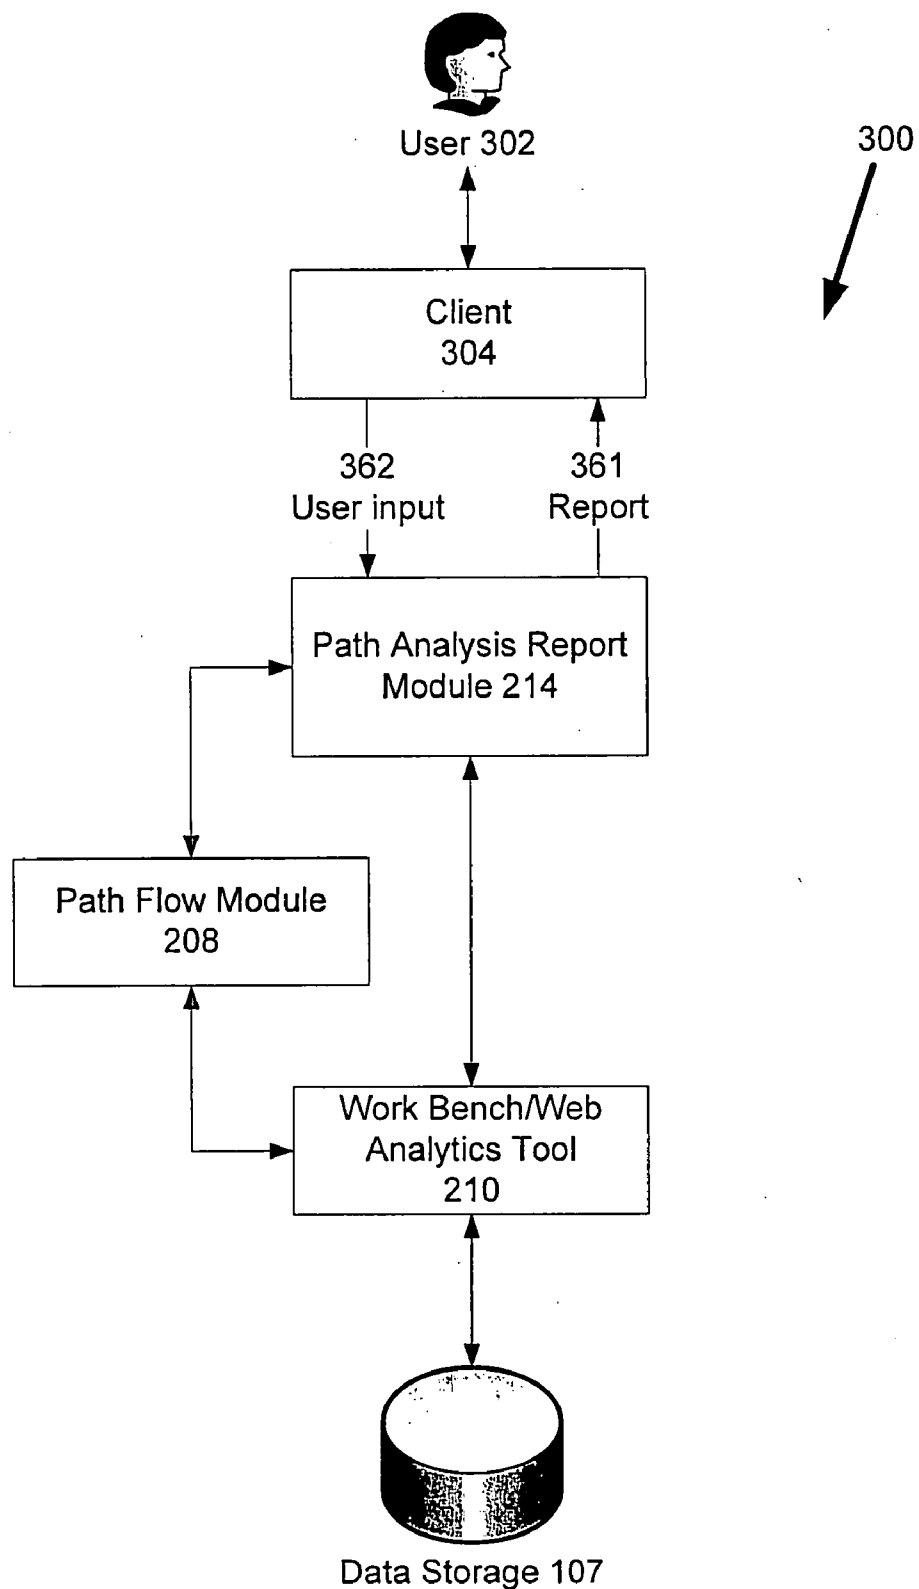 User 302
300
Client
304
362
User input
361
Report
Path Analysis Report
Module 214
Path Flow Module
208
Work Bench/Web
Analytics Tool
210
Data Storage 107